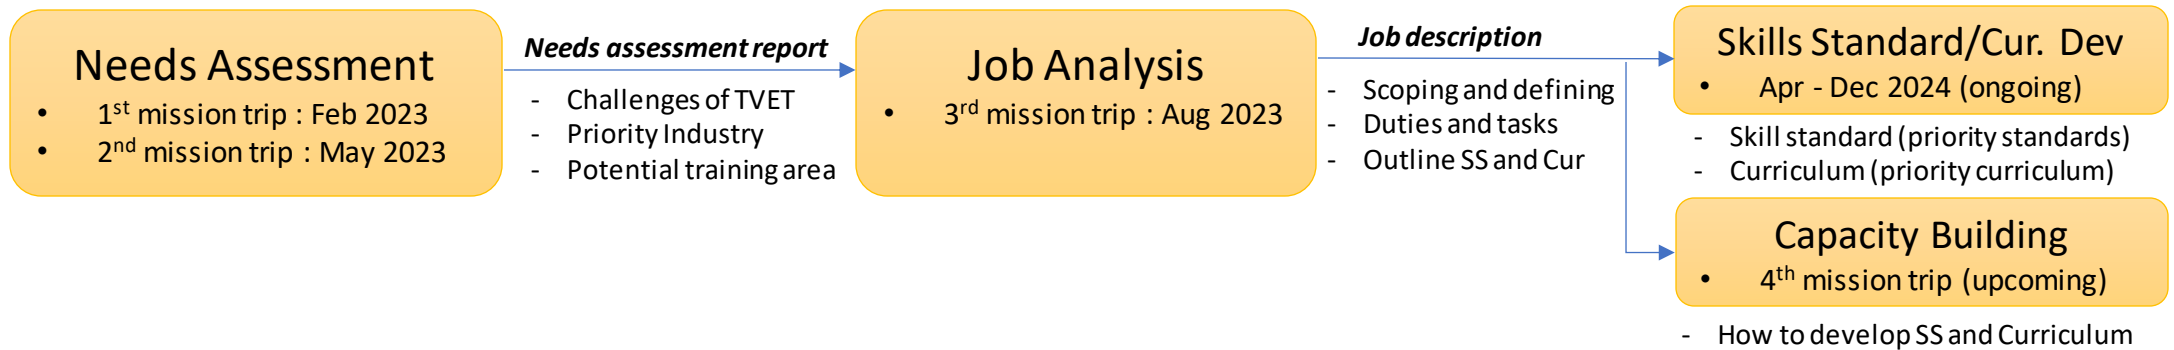 Needs Assessment
• 1st mission trip : Feb 2023
• 2nd mission trip : May 2023
Needs assessment report
- Challenges of TVET
- Priority Industry
- Potential training area
Job Analysis
• 3rd mission trip : Aug 2023
Job description
- Scoping and defining
- Duties and tasks
- Outline SS and Cur
Skills Standard/Cur. Dev
• Apr - Dec 2024 (ongoing)
- Skill standard (priority standards)
- Curriculum (priority curriculum)
Capacity Building
• 4th mission trip (upcoming)
- How to develop SS and Curriculum